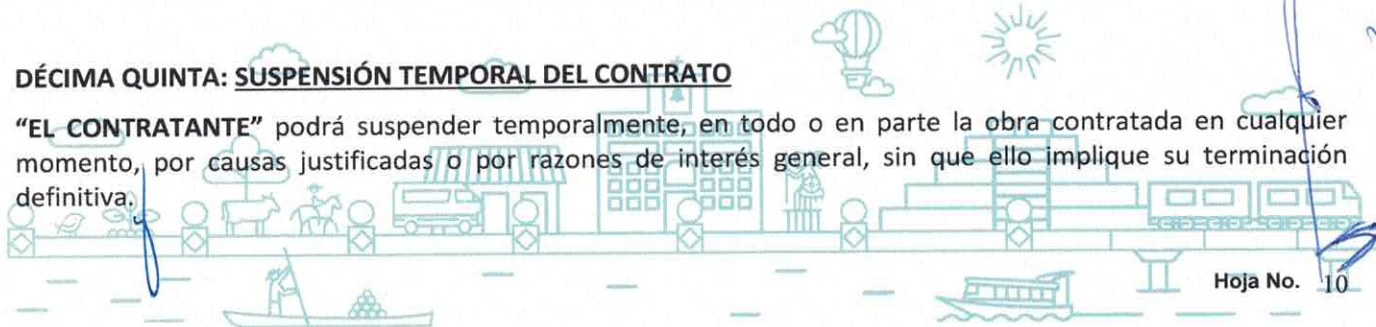 DÉCIMA QUINTA: SUSPENSIÓN TEMPORAL DEL CONTRATO
"EL CONTRATANTE" podrá suspender temporalmente, en todo o en parte la obra contratada en cualquier
momento, por causas justificadas o por razones de interés general, sin que ello implique su terminación
definitiva.
Hoja No. 10